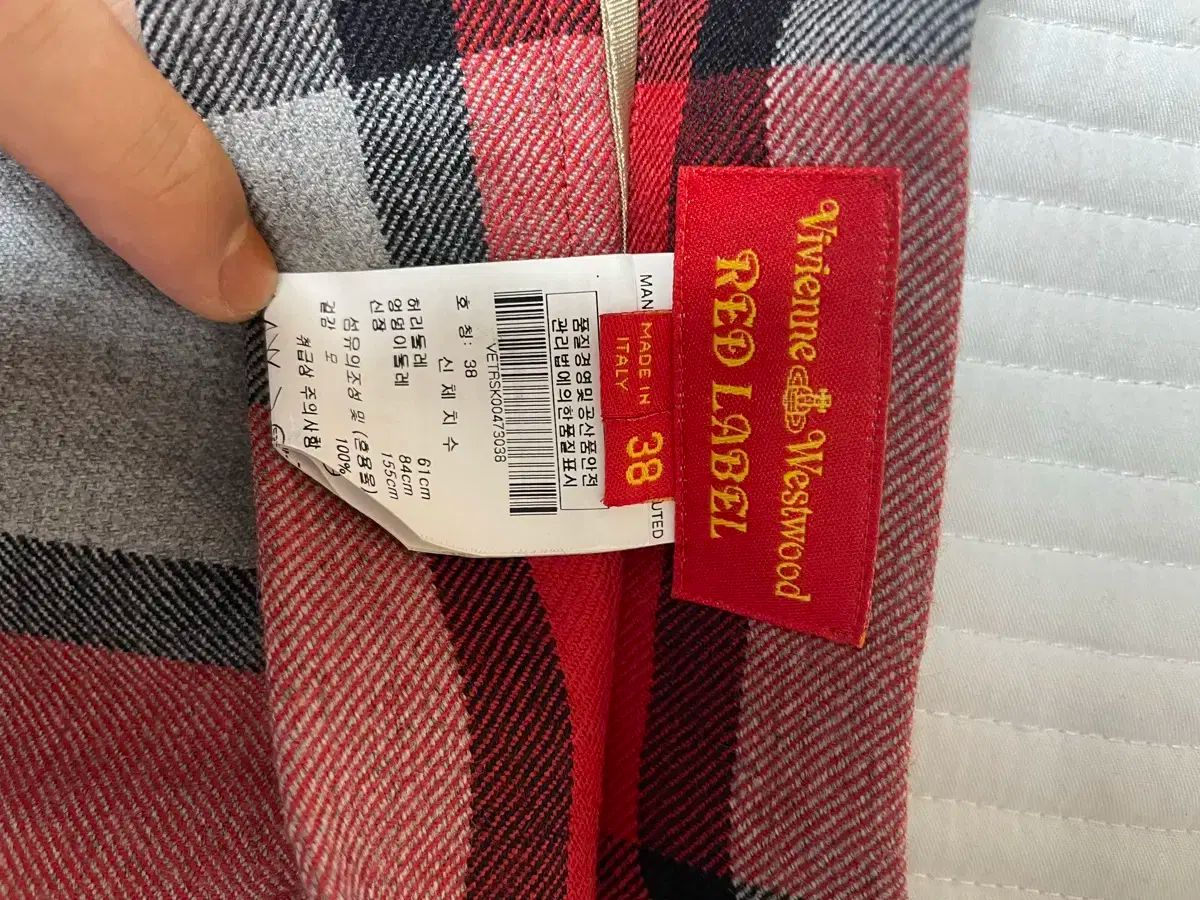 Vivienne Westwood
RED LABEL
MADE IN
ITALY
38
MAN
UTED
품질경영및 공산품안전
관리법에의한품질표시
VETRSK00473038
호 칭: 38
신 체 치 수
허리둘레 61cm
엉덩이둘레 84cm
신장 155cm
섬유의조성 및 (혼용율)
겉감 모 100%
취급상 주의사항